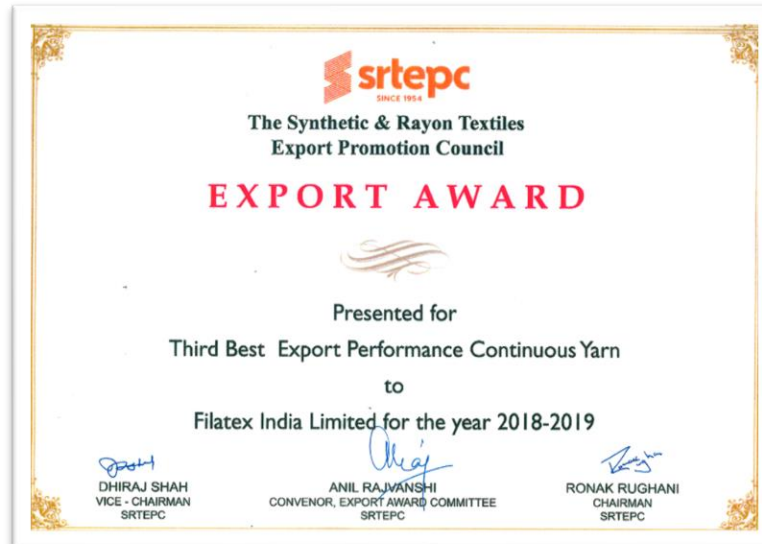 srtepc
SINCE 1954
The Synthetic & Rayon Textiles
Export Promotion Council
EXPORT AWARD
Presented for
Third Best Export Performance Continuous Yarn
to
Filatex India Limited for the year 2018-2019
DHIRAJ SHAH
VICE - CHAIRMAN
SRTEPC
ANIL RAJVANSHI
CONVENOR, EXPORT AWARD COMMITTEE
SRTEPC
RONAK RUGHANI
CHAIRMAN
SRTEPC